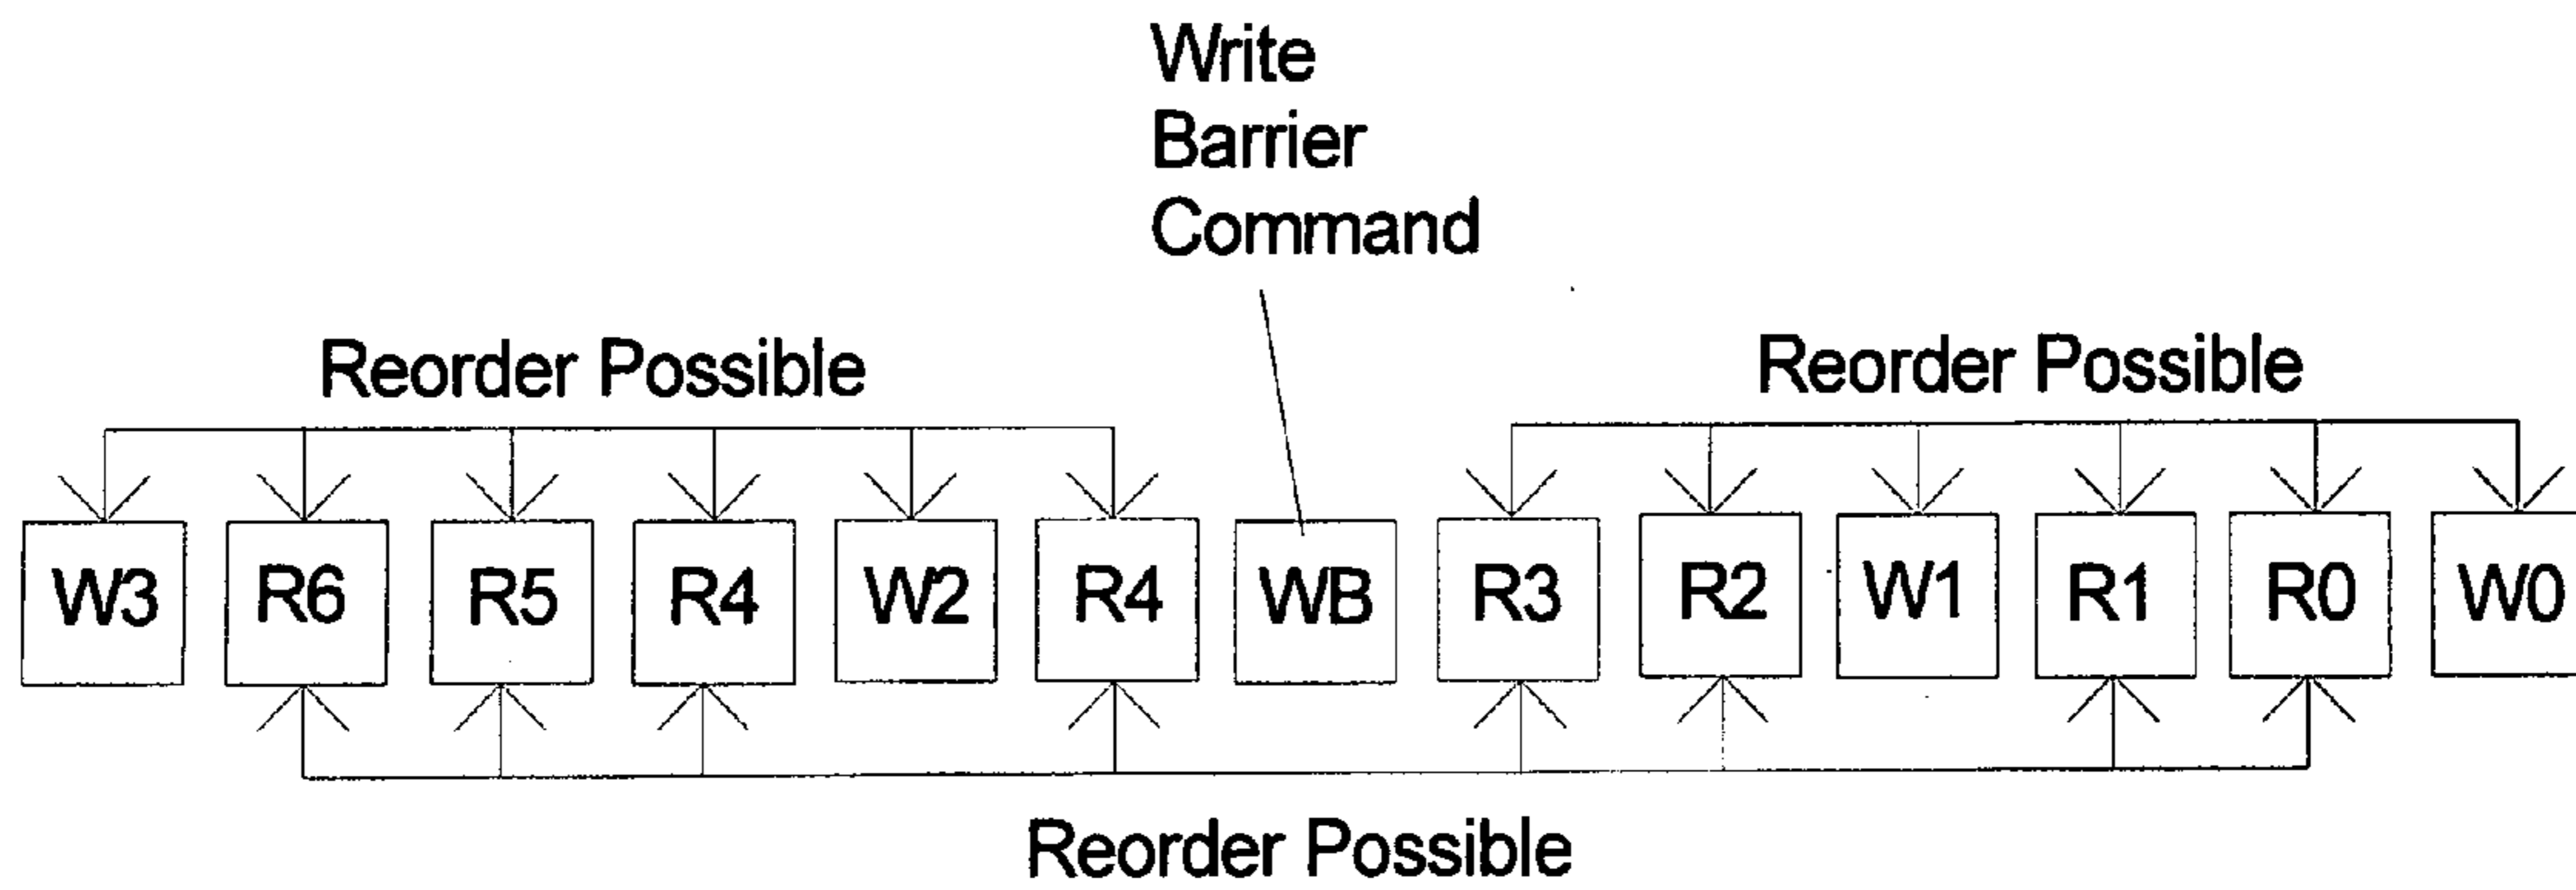 Write
Barrier
Command
Reorder Possible Reorder Possible
W3 R6 R5 R4 W2 R4 WB R3 R2 W1 R1 R0 W0
Reorder Possible